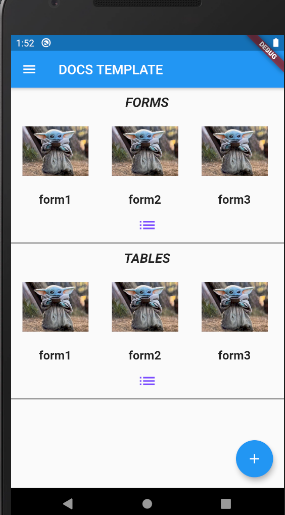 1:52
DEBUG
DOCS TEMPLATE
FORMS
form1 form2 form3
TABLES
form1 form2 form3
+